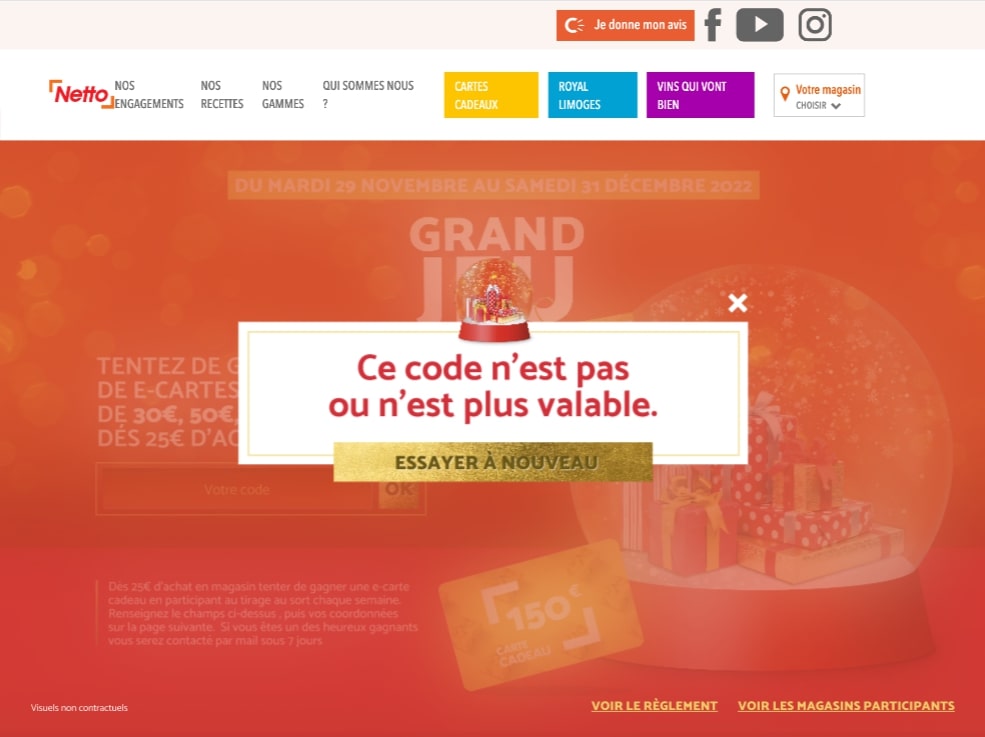 Je donne mon avis
Netto
NOS
ENGAGEMENTS
NOS
RECETTES
NOS
GAMMES
QUI SOMMES NOUS
?
CARTES
CADEAUX
ROYAL
LIMOGES
VINS QUI VONT
BIEN
Votre magasin
CHOISIR
DU MARDI 29 NOVEMBRE AU SAMEDI 31 DÉCEMBRE 2022
GRAND
JEU
Ce code n'est pas
ou n'est plus valable.
ESSAYER À NOUVEAU
TENTEZ DE G
DE E-CARTES
DE 30€, 50€,
DÉS 25€ D'AC
Votre code
OK
Dés 25€ d'achat en magasin tenter de gagner une e-carte
cadeau en participant au tirage au sort chaque semaine.
Renseignez le champs ci-dessus , puis vos coordonnées
sur la page suivante. Si vous êtes un des heureux gagnants
vous serez contacté par mail sous 7 jours
150€
CARTE
CADEAU
Visuels non contractuels
VOIR LE RÈGLEMENT
VOIR LES MAGASINS PARTICIPANTS